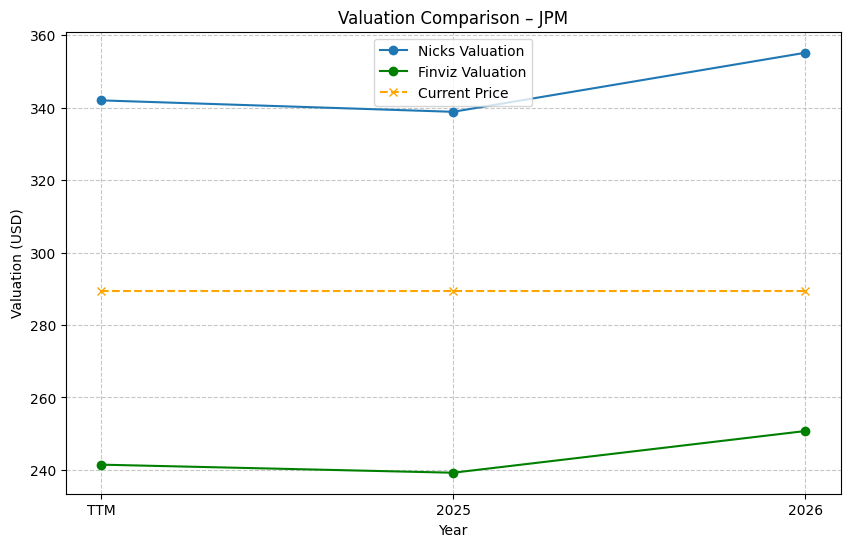 Valuation Comparison – JPM
Nicks Valuation
Finviz Valuation
Current Price
Valuation (USD)
360
340
320
300
280
260
240
TTM
2025
2026
Year